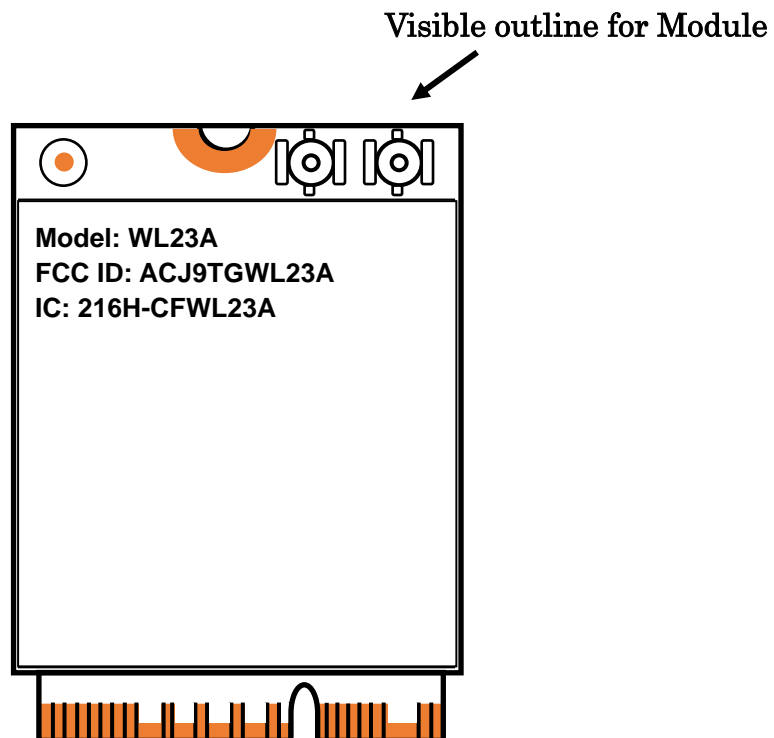 Visible outline for Module
Model: WL23A
FCC ID: ACJ9TGWL23A
IC: 216H-CFWL23A